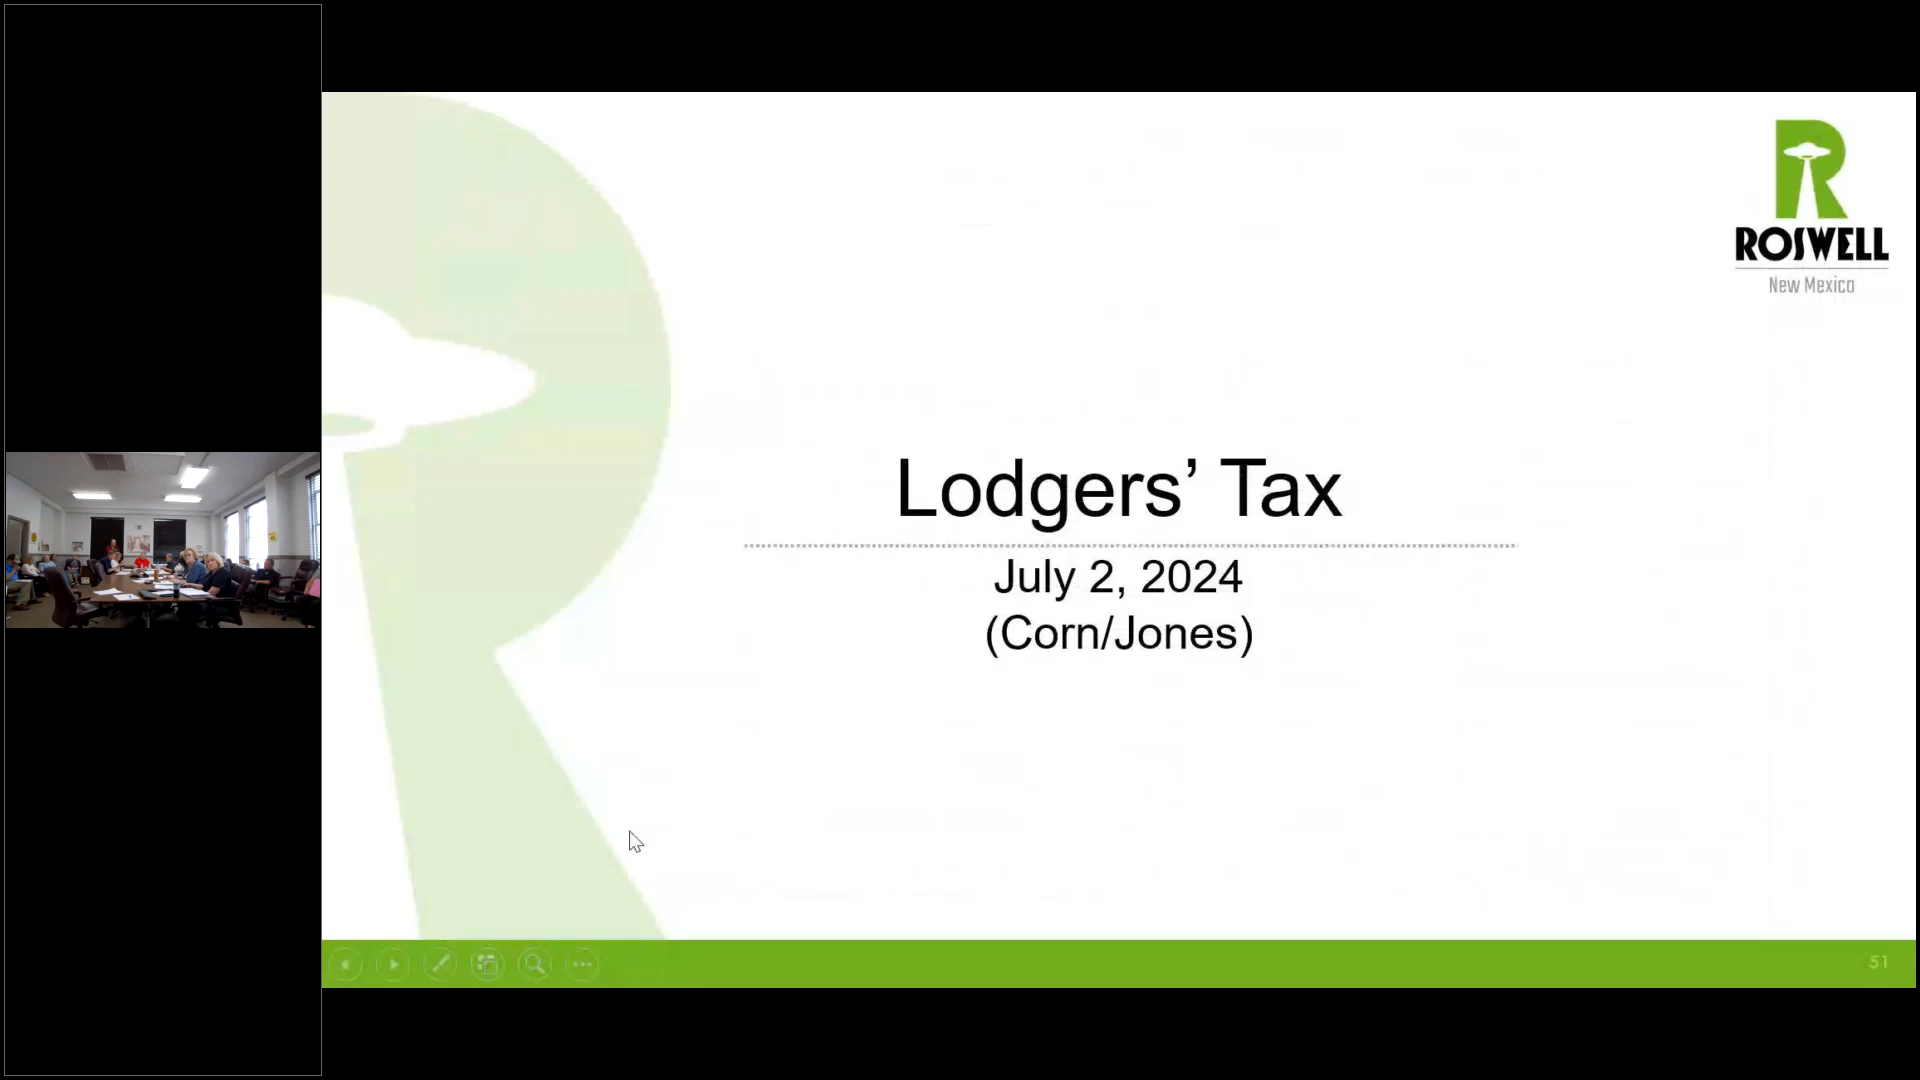 ROSWELL
New Mexico
Lodgers’ Tax
July 2, 2024
(Corn/Jones)
51